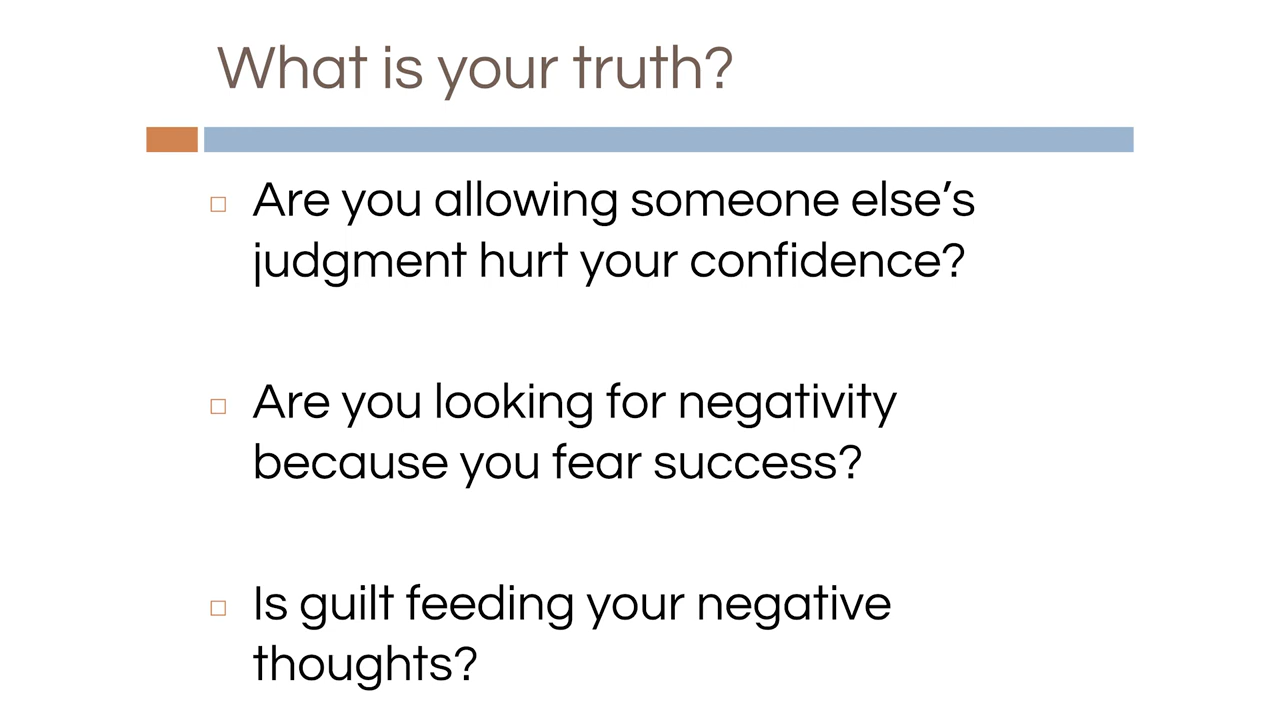 What is your truth?
Are you allowing someone else’s
judgment hurt your confidence?
Are you looking for negativity
because you fear success?
Is guilt feeding your negative
thoughts?